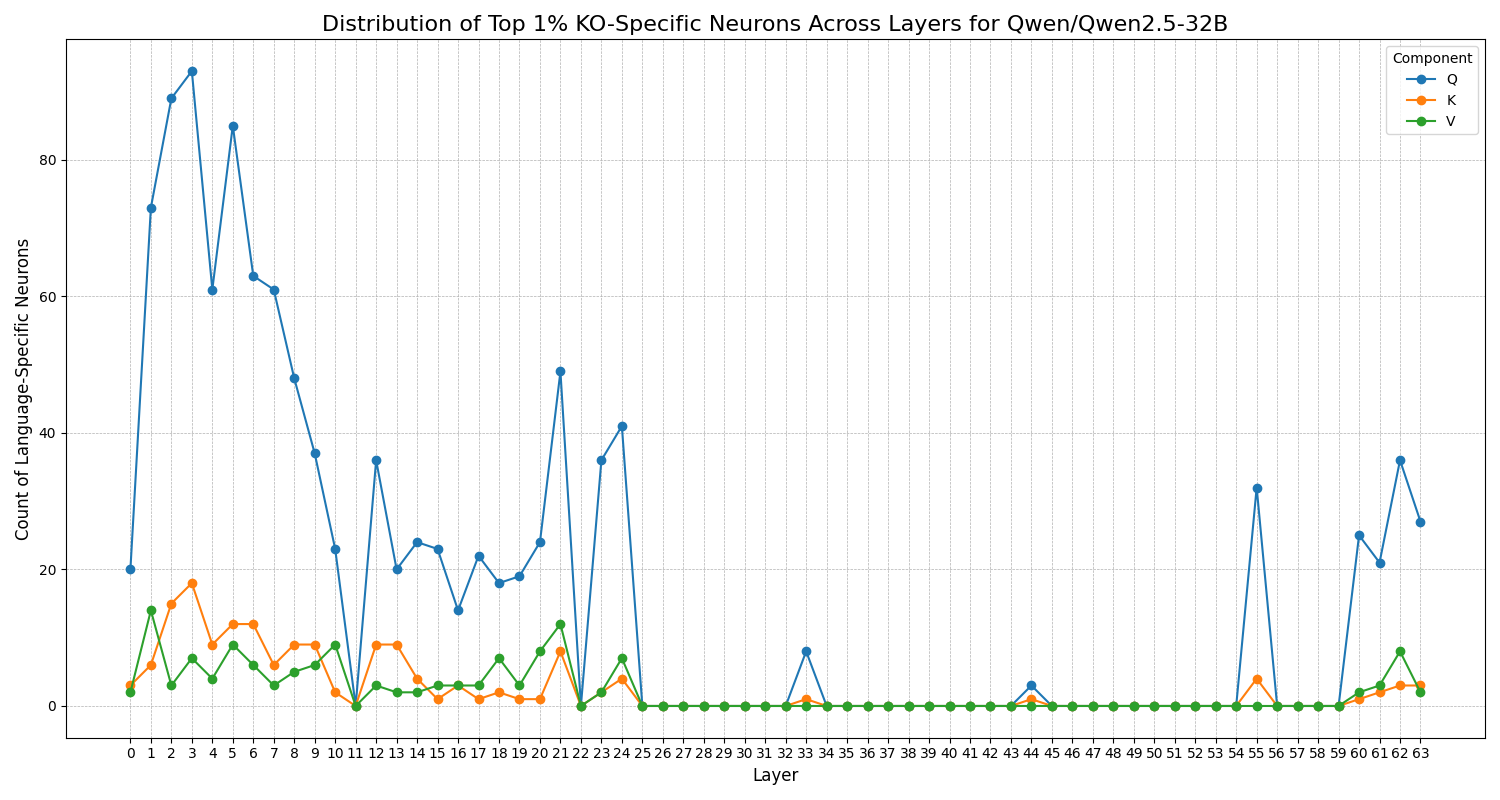 Distribution of Top 1% KO-Specific Neurons Across Layers for Qwen/Qwen2.5-32B
Component
Q
K
V
Count of Language-Specific Neurons
80
60
40
20
0
0 1 2 3 4 5 6 7 8 9 10 11 12 13 14 15 16 17 18 19 20 21 22 23 24 25 26 27 28 29 30 31 32 33 34 35 36 37 38 39 40 41 42 43 44 45 46 47 48 49 50 51 52 53 54 55 56 57 58 59 60 61 62 63
Layer